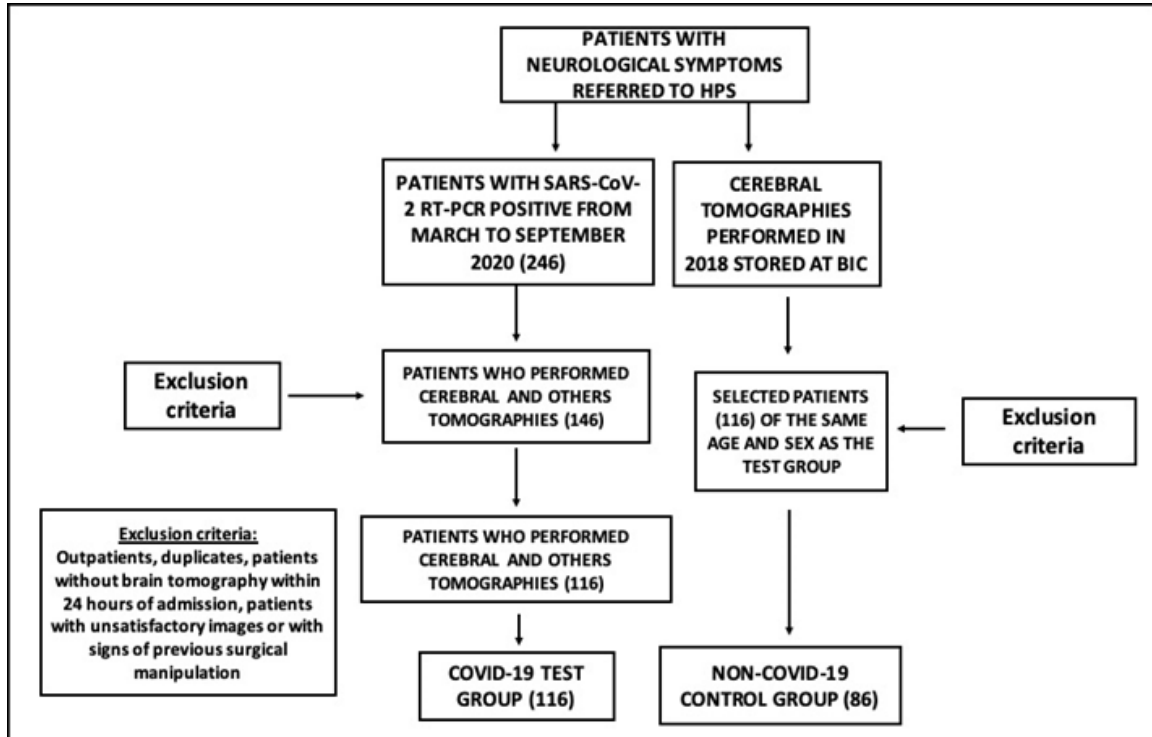 PATIENTS WITH
NEUROLOGICAL SYMPTOMS
REFERRED TO HPS
PATIENTS WITH SARS-CoV-
2 RT-PCR POSITIVE FROM
MARCH TO SEPTEMBER
2020 (246)
CEREBRAL
TOMOGRAPHIES
PERFORMED IN
2018 STORED AT BIC
Exclusion
criteria
PATIENTS WHO PERFORMED
CEREBRAL AND OTHERS
TOMOGRAPHIES (146)
SELECTED PATIENTS
(116) OF THE SAME
AGE AND SEX AS THE
TEST GROUP
Exclusion
criteria
Exclusion criteria:
Outpatients, duplicates, patients
without brain tomography within
24 hours of admission, patients
with unsatisfactory images or with
signs of previous surgical
manipulation
PATIENTS WHO PERFORMED
CEREBRAL AND OTHERS
TOMOGRAPHIES (116)
COVID-19 TEST
GROUP (116)
NON-COVID-19
CONTROL GROUP (86)